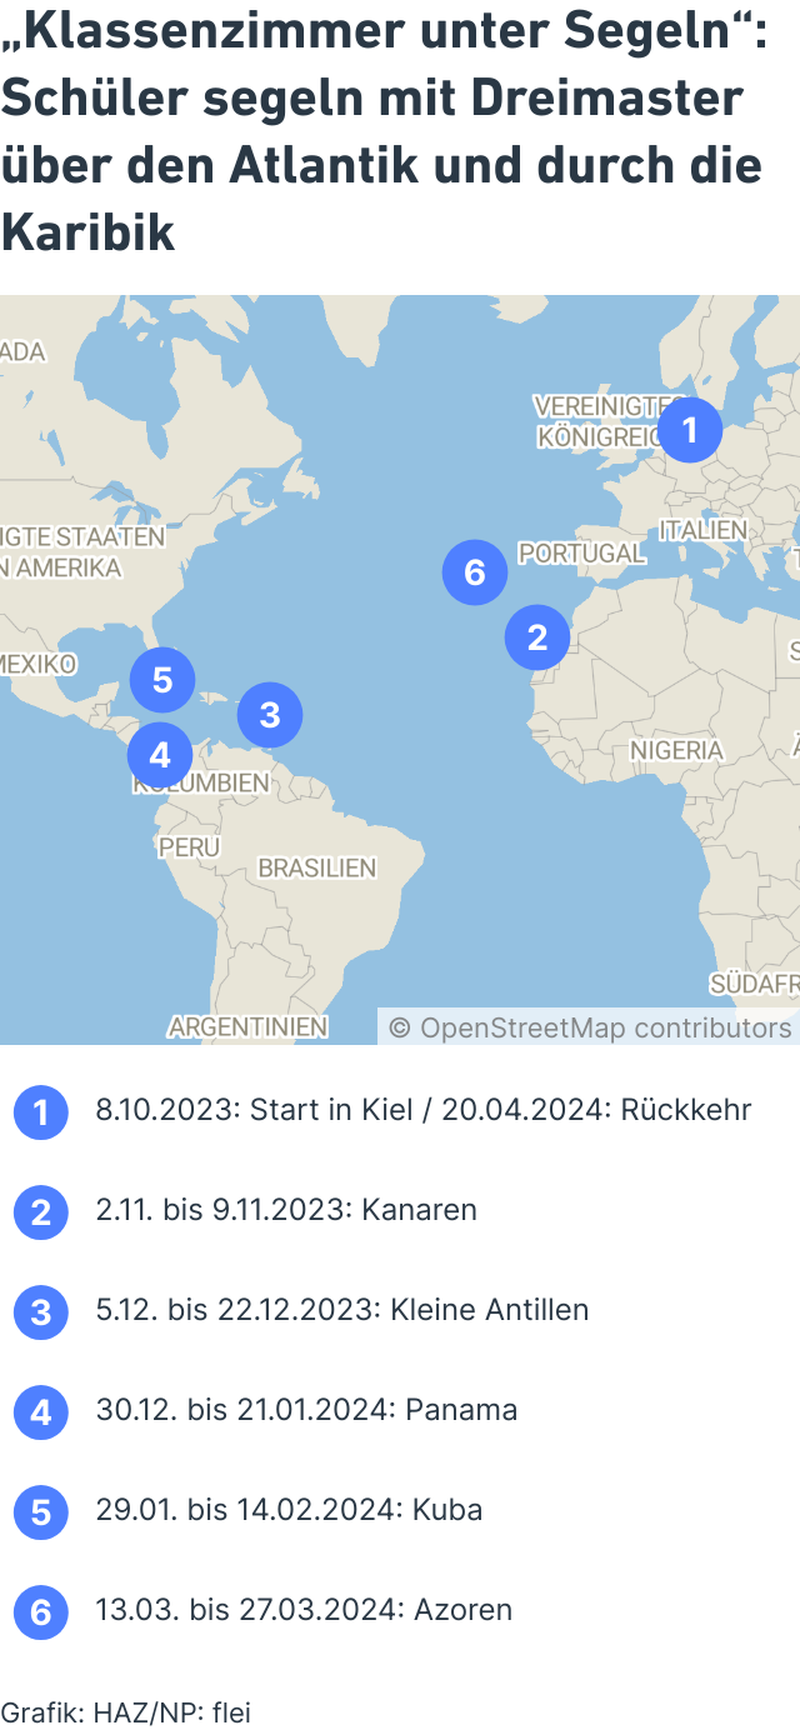 „Klassenzimmer unter Segeln“:
Schüler segeln mit Dreimaster
über den Atlantik und durch die
Karibik
ADA
VEREINIGTES
KÖNIGREIC
1
IGTE STAATEN
N AMERIKA
ITALIEN
PORTUGAL
6
2
MEXIKO
5
3
4
KOLUMBIEN
NIGERIA
PERU
BRASILIEN
SÜDAFR
ARGENTINIEN
© OpenStreetMap contributors
1 8.10.2023: Start in Kiel / 20.04.2024: Rückkehr
2 2.11. bis 9.11.2023: Kanaren
3 5.12. bis 22.12.2023: Kleine Antillen
4 30.12. bis 21.01.2024: Panama
5 29.01. bis 14.02.2024: Kuba
6 13.03. bis 27.03.2024: Azoren
Grafik: HAZ/NP: flei